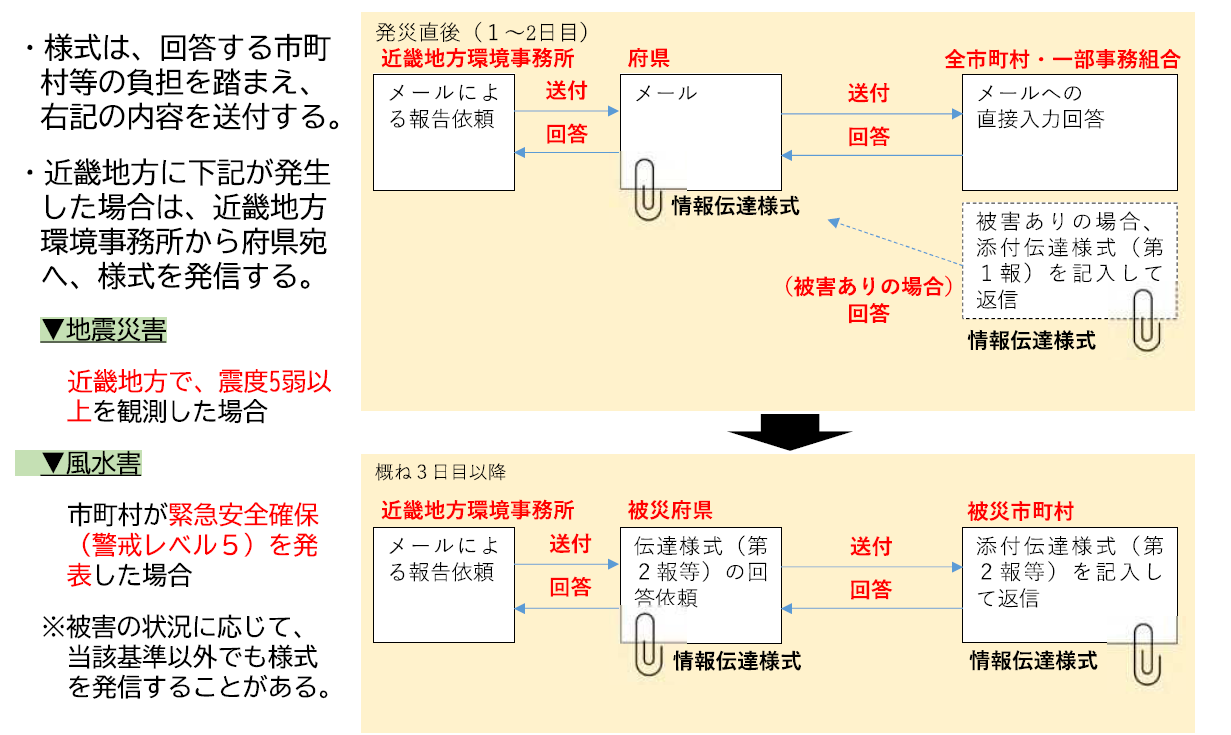 ・様式は、回答する市町
村等の負担を踏まえ、
右記の内容を送付する。
・近畿地方に下記が発生
した場合は、近畿地方
環境事務所から府県宛
へ、様式を発信する。
▼地震災害
近畿地方で、震度5弱以
上を観測した場合
▼風水害
市町村が緊急安全確保
（警戒レベル５）を発
表した場合
※被害の状況に応じて、
当該基準以外でも様式
を発信することがある。
発災直後（１～2日目）
近畿地方環境事務所
メールによ
る報告依頼
送付
回答
府県
メール
情報伝達様式
送付
回答
全市町村・一部事務組合
メールへの
直接入力回答
被害ありの場合、
添付伝達様式（第
１報）を記入して
返信
情報伝達様式
（被害ありの場合）
回答
概ね３日目以降
近畿地方環境事務所
メールによ
る報告依頼
送付
回答
被災府県
伝達様式（第
２報等）の回
答依頼
情報伝達様式
送付
回答
被災市町村
添付伝達様式（第
２報等）を記入し
て返信
情報伝達様式